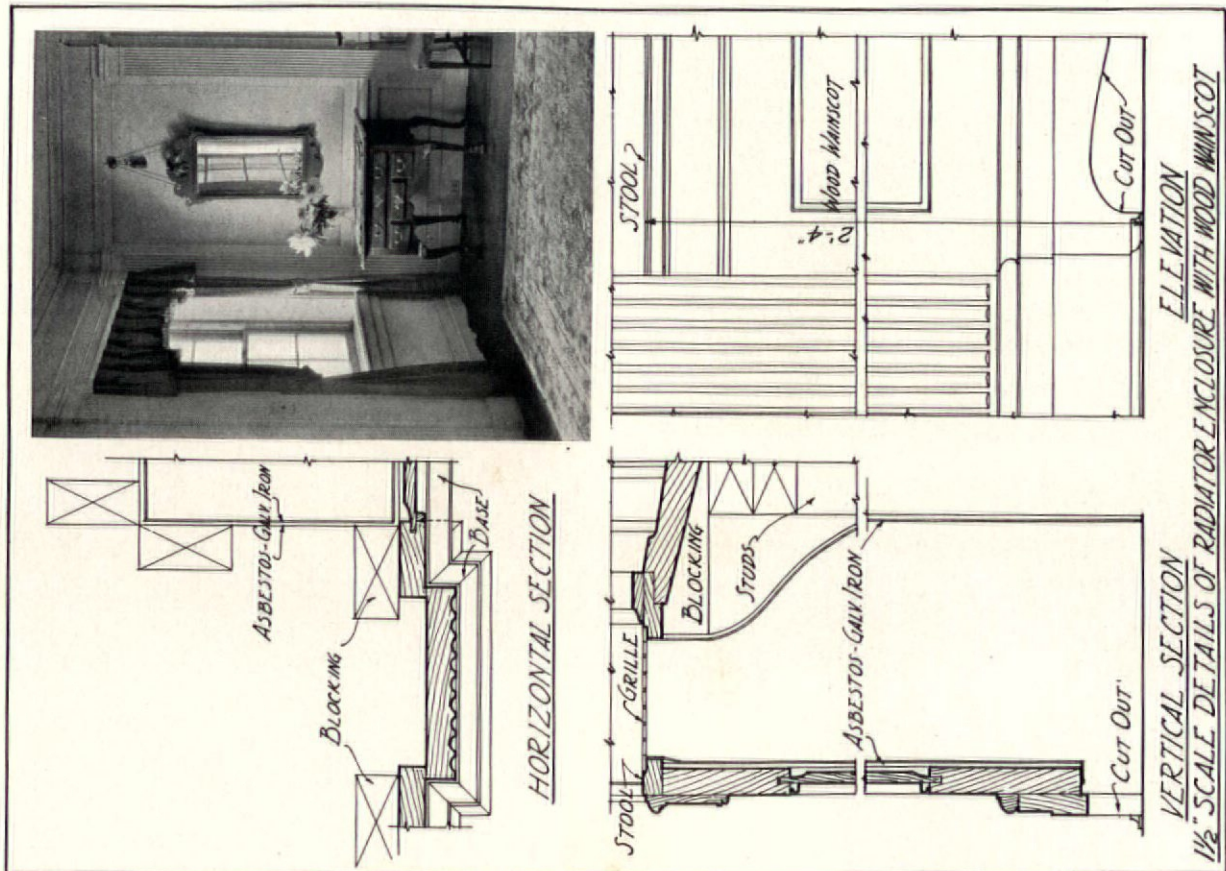 ASBESTOS-GALV. IRON
BASE
BLOCKING
HORIZONTAL SECTION
STOOL
WOOD WAINSCOT
2'-4"
CUT OUT
ELEVATION
STOOL
GRILLE
BLOCKING
STUDS
ASBESTOS-GALV. IRON
CUT OUT
VERTICAL SECTION
1½" SCALE DETAILS OF RADIATOR ENCLOSURE WITH WOOD WAINSCOT